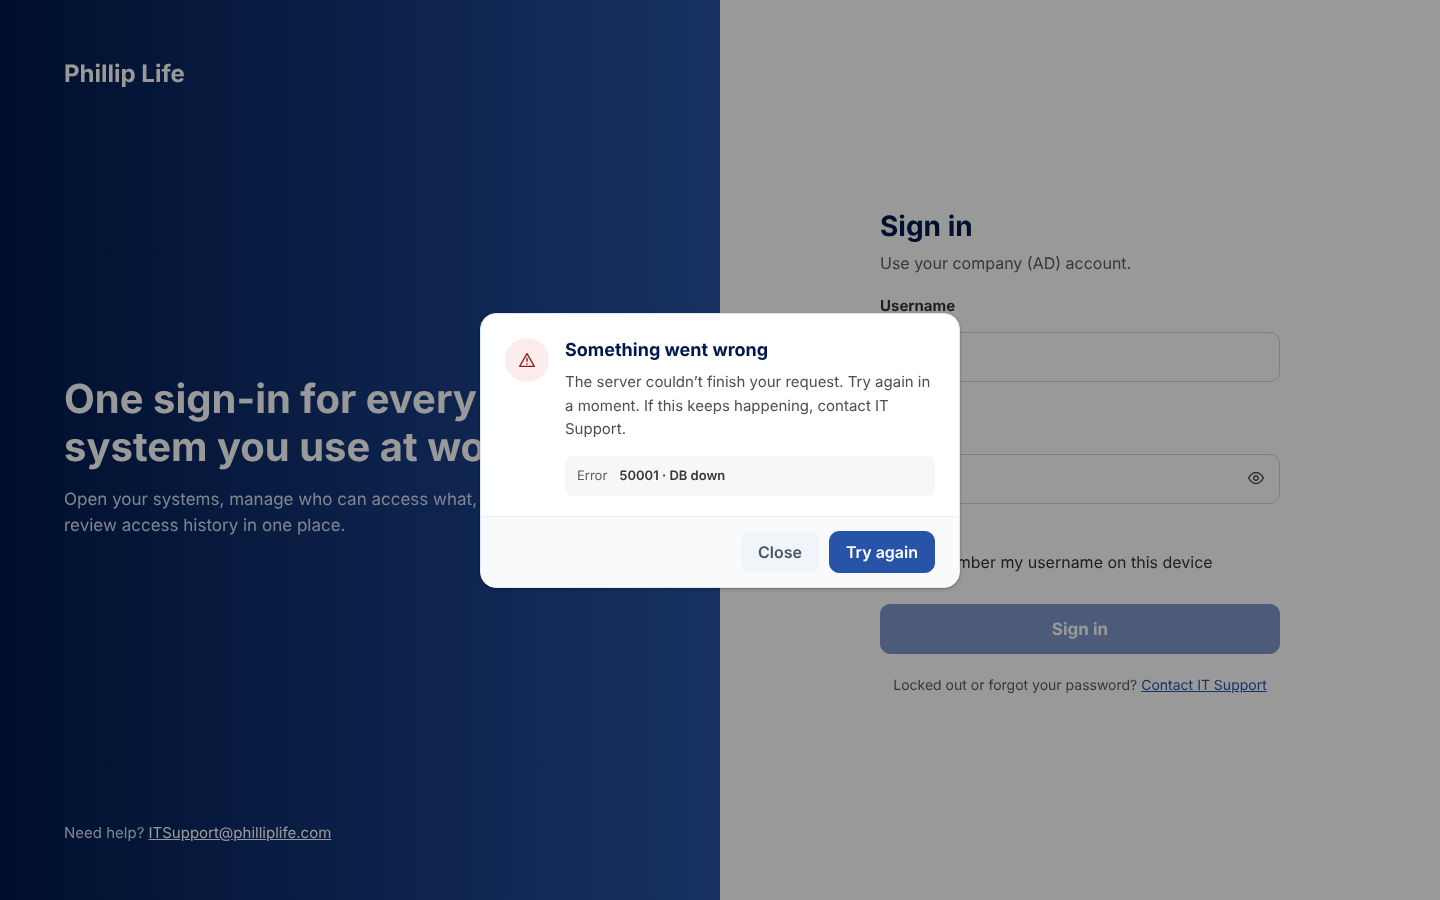 Phillip Life
One sign-in for every
system you use at wo
Open your systems, manage who can access what,
review access history in one place.
Need help? ITSupport@philliplife.com
Something went wrong
The server couldn’t finish your request. Try again in
a moment. If this keeps happening, contact IT
Support.
Error 50001 · DB down
Close
Try again
Sign in
Use your company (AD) account.
Username
mber my username on this device
Sign in
Locked out or forgot your password? Contact IT Support